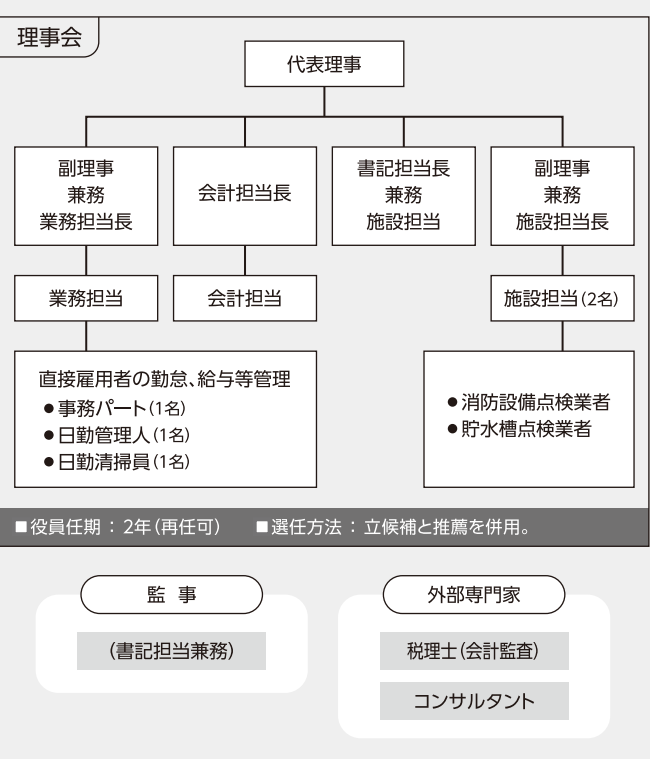 理事会
代表理事
副理事
兼務
業務担当長
会計担当長
書記担当長
兼務
施設担当
副理事
兼務
施設担当長
業務担当
会計担当
施設担当(2名)
直接雇用者の勤怠、給与等管理
●事務パート(1名)
●日勤管理人(1名)
●日勤清掃員(1名)
●消防設備点検業者
●貯水槽点検業者
■役員任期：2年(再任可) ■選任方法：立候補と推薦を併用。
監 事
(書記担当兼務)
外部専門家
税理士(会計監査)
コンサルタント